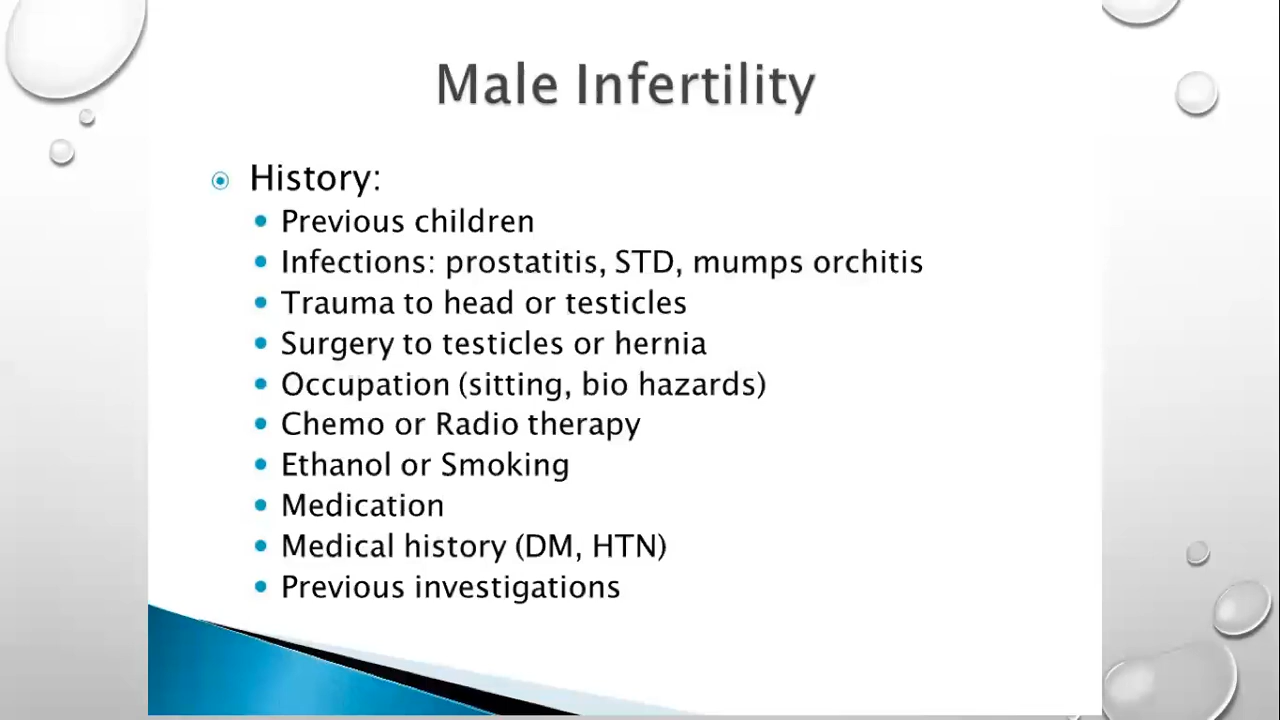 Male Infertility
History:
Previous children
Infections: prostatitis, STD, mumps orchitis
Trauma to head or testicles
Surgery to testicles or hernia
Occupation (sitting, bio hazards)
Chemo or Radio therapy
Ethanol or Smoking
Medication
Medical history (DM, HTN)
Previous investigations